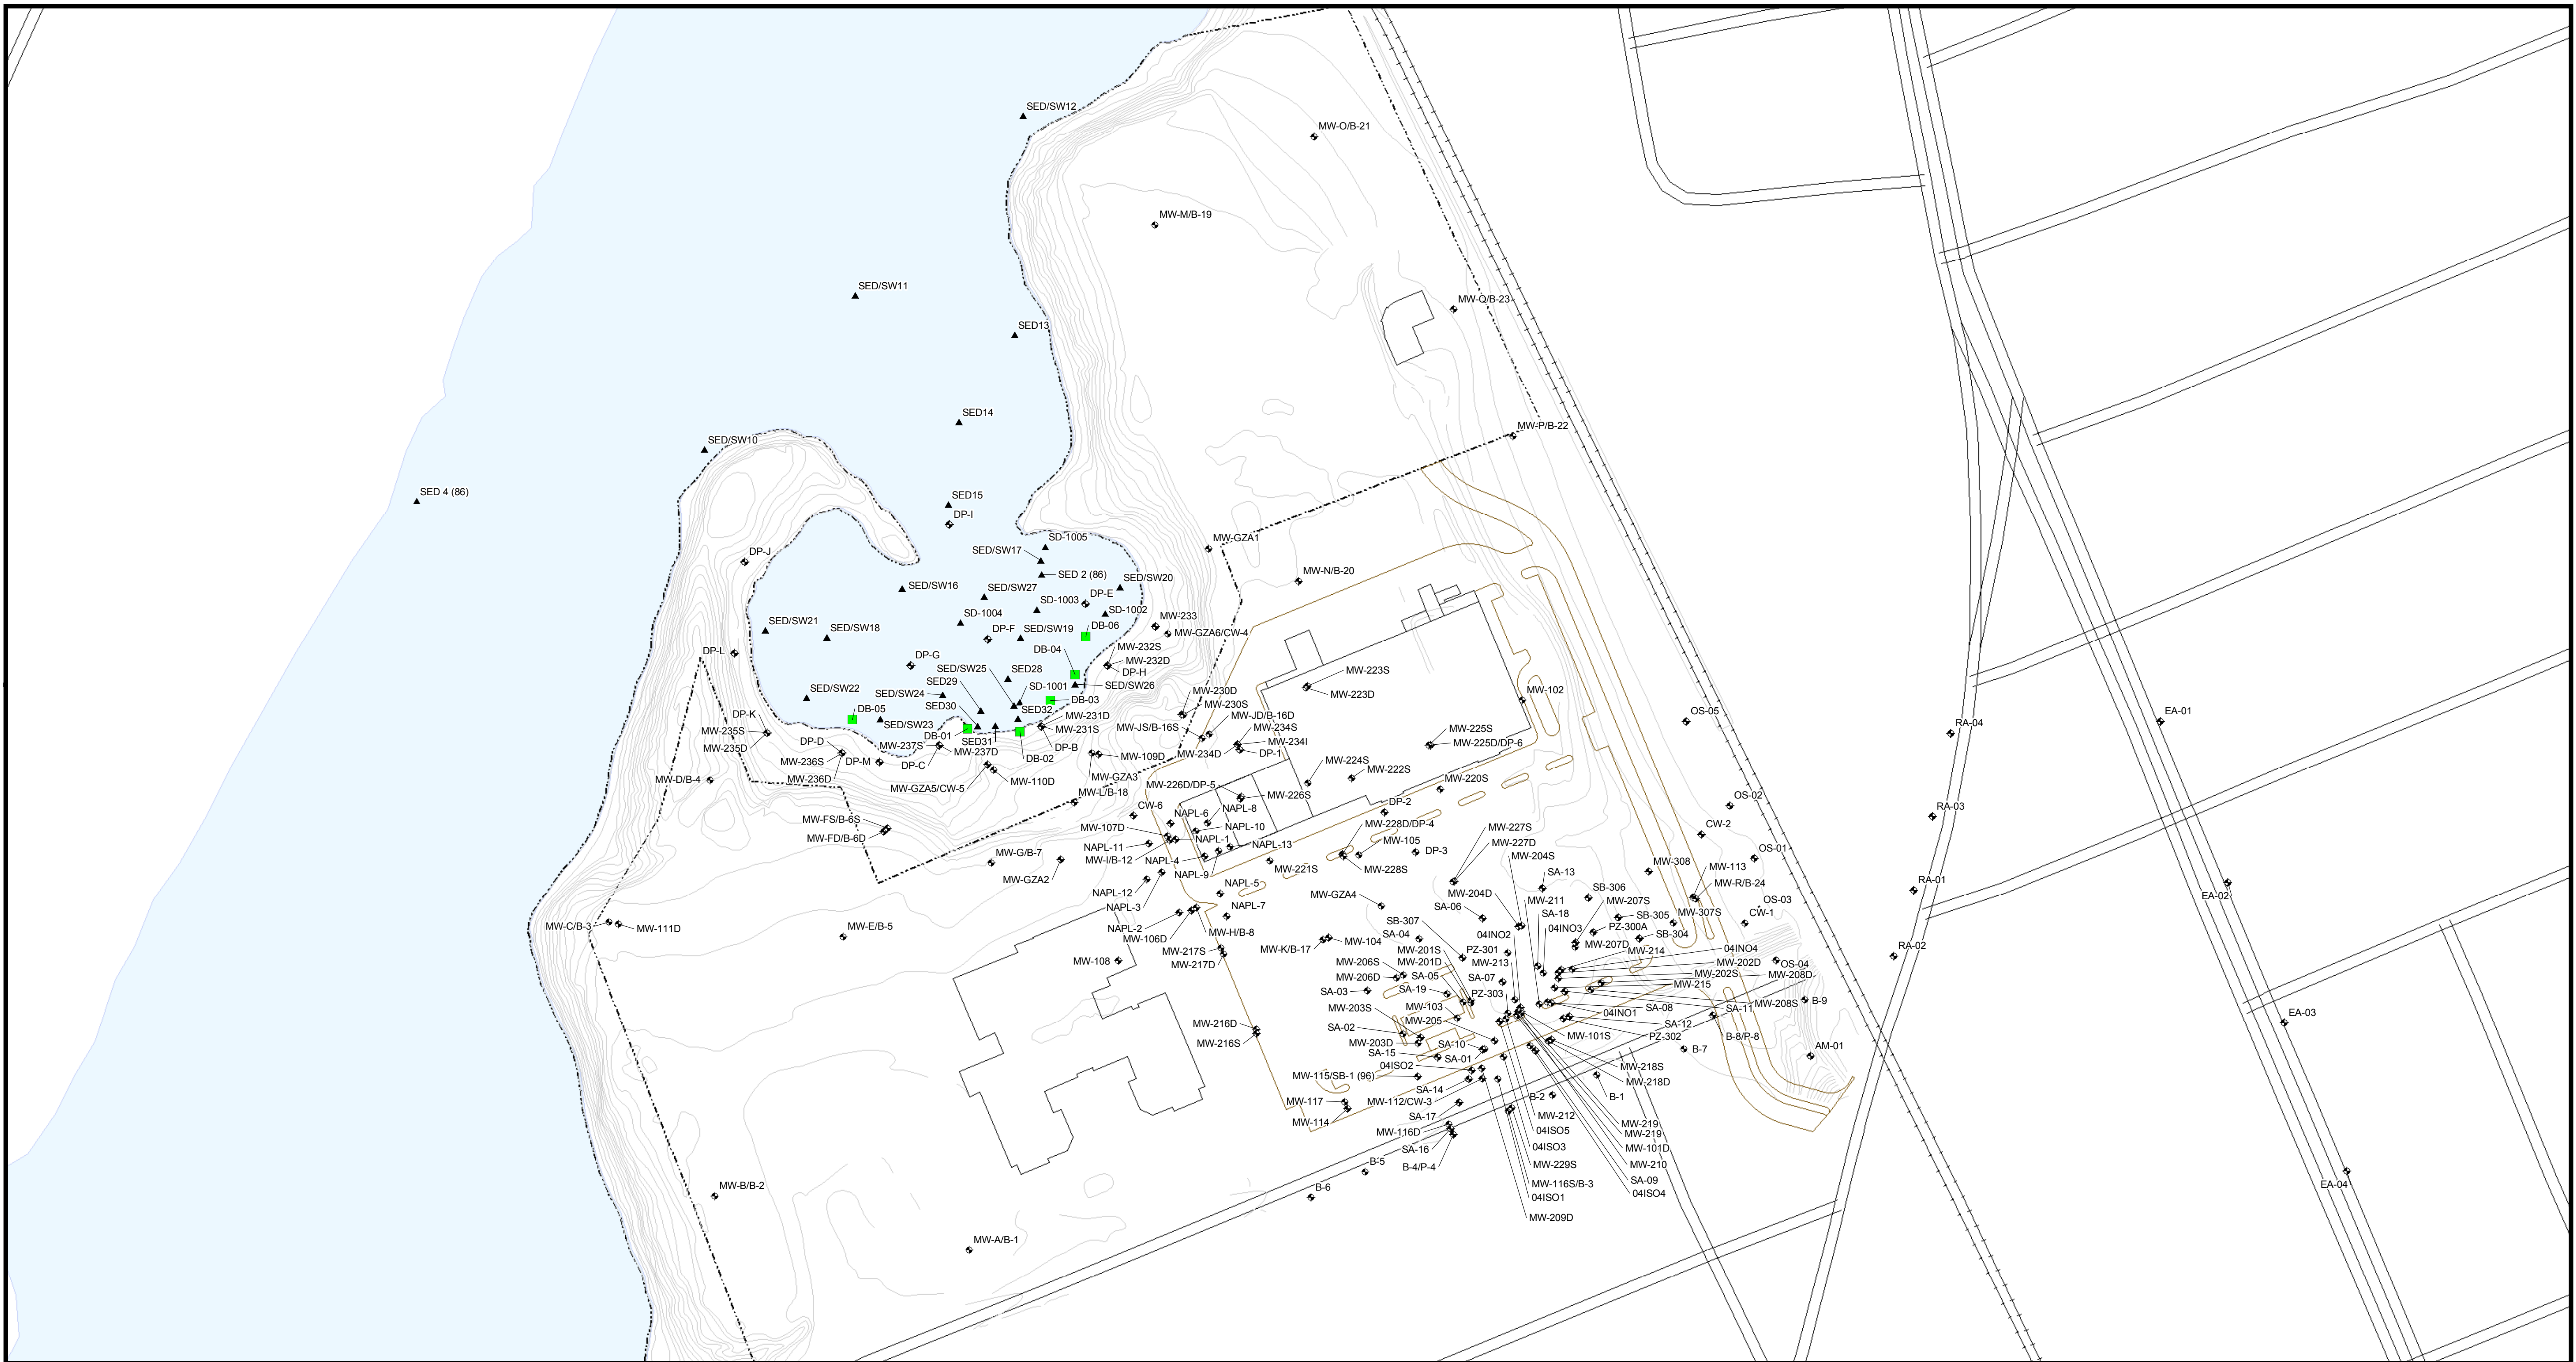 SED/SW12
MW-O/B-21
MW-M/B-19
SED/SW11
MW-Q/B-23
SED13
SED14
MW-P/B-22
SED/SW10
SED 4 (86)
SED15
DP-I
SD-1005
MW-GZA1
DP-J
SED/SW17
SED 2 (86)
MW-N/B-20
SED/SW20
SED/SW16
SED/SW27
DP-E
SD-1003
SD-1002
SD-1004
MW-233
SED/SW21
SED/SW18
DP-F
SED/SW19
DB-06
MW-GZA6/CW-4
DP-L
DB-04
MW-232S
DP-G
MW-232D
SED/SW25
SED28
DP-H
MW-223S
SED29
SD-1001
SED/SW26
MW-230D
MW-223D
SED/SW22
SED/SW24
DB-03
MW-230S
MW-102
DB-05
SED30
SED32
MW-231D
MW-JD/B-16D
OS-05
EA-01
DP-K
SED/SW23
MW-231S
MW-JS/B-16S
MW-234S
MW-225S
RA-04
MW-235S
DB-01
SED31
MW-234I
MW-235D
DP-D
MW-237S
MW-237D
DP-B
MW-234D
DP-1
MW-225D/DP-6
MW-236S
DP-M
DP-C
DB-02
MW-109D
MW-224S
MW-222S
MW-D/B-4
MW-236D
MW-110D
MW-GZA3
MW-226D/DP-5
MW-220S
MW-GZA5/CW-5
MW-L/B-18
MW-226S
OS-02
CW-6
NAPL-6
NAPL-8
DP-2
RA-03
MW-FS/B-6S
MW-107D
NAPL-10
MW-228D/DP-4
MW-227S
CW-2
MW-FD/B-6D
NAPL-11
NAPL-1
NAPL-13
MW-105
MW-227D
MW-G/B-7
MW-I/B-12
NAPL-4
DP-3
MW-204S
OS-01
MW-GZA2
NAPL-9
MW-221S
MW-228S
SA-13
MW-308
MW-113
NAPL-12
NAPL-5
MW-GZA4
MW-204D
SB-306
MW-R/B-24
RA-01
EA-02
NAPL-3
NAPL-7
SA-06
MW-211
MW-207S
OS-03
MW-C/B-3
MW-111D
NAPL-2
MW-H/B-8
SB-307
SA-18
SB-305
MW-307S
CW-1
MW-E/B-5
MW-106D
SA-04
04INO2
04INO3
PZ-300A
SB-304
MW-217S
MW-K/B-17
MW-104
MW-201S
PZ-301
MW-207D
MW-214
04INO4
RA-02
MW-108
MW-217D
MW-206S
MW-201D
MW-213
MW-202D
OS-04
MW-206D
SA-05
SA-07
MW-202S
MW-208D
SA-03
SA-19
PZ-303
MW-215
MW-203S
MW-103
SA-08
SA-11
MW-208S
B-9
MW-216D
SA-02
MW-205
04INO1
SA-12
EA-03
MW-216S
MW-203D
SA-10
MW-101S
PZ-302
B-8/P-8
SA-15
SA-01
B-7
AM-01
04ISO2
MW-218S
MW-115/SB-1 (96)
SA-14
MW-218D
MW-117
MW-112/CW-3
B-2
B-1
MW-114
SA-17
MW-212
MW-219
MW-116D
04ISO5
MW-219
SA-16
04ISO3
MW-101D
B-5
B-4/P-4
MW-229S
MW-210
B-6
MW-116S/B-3
SA-09
EA-04
MW-B/B-2
04ISO1
04ISO4
MW-209D
MW-A/B-1